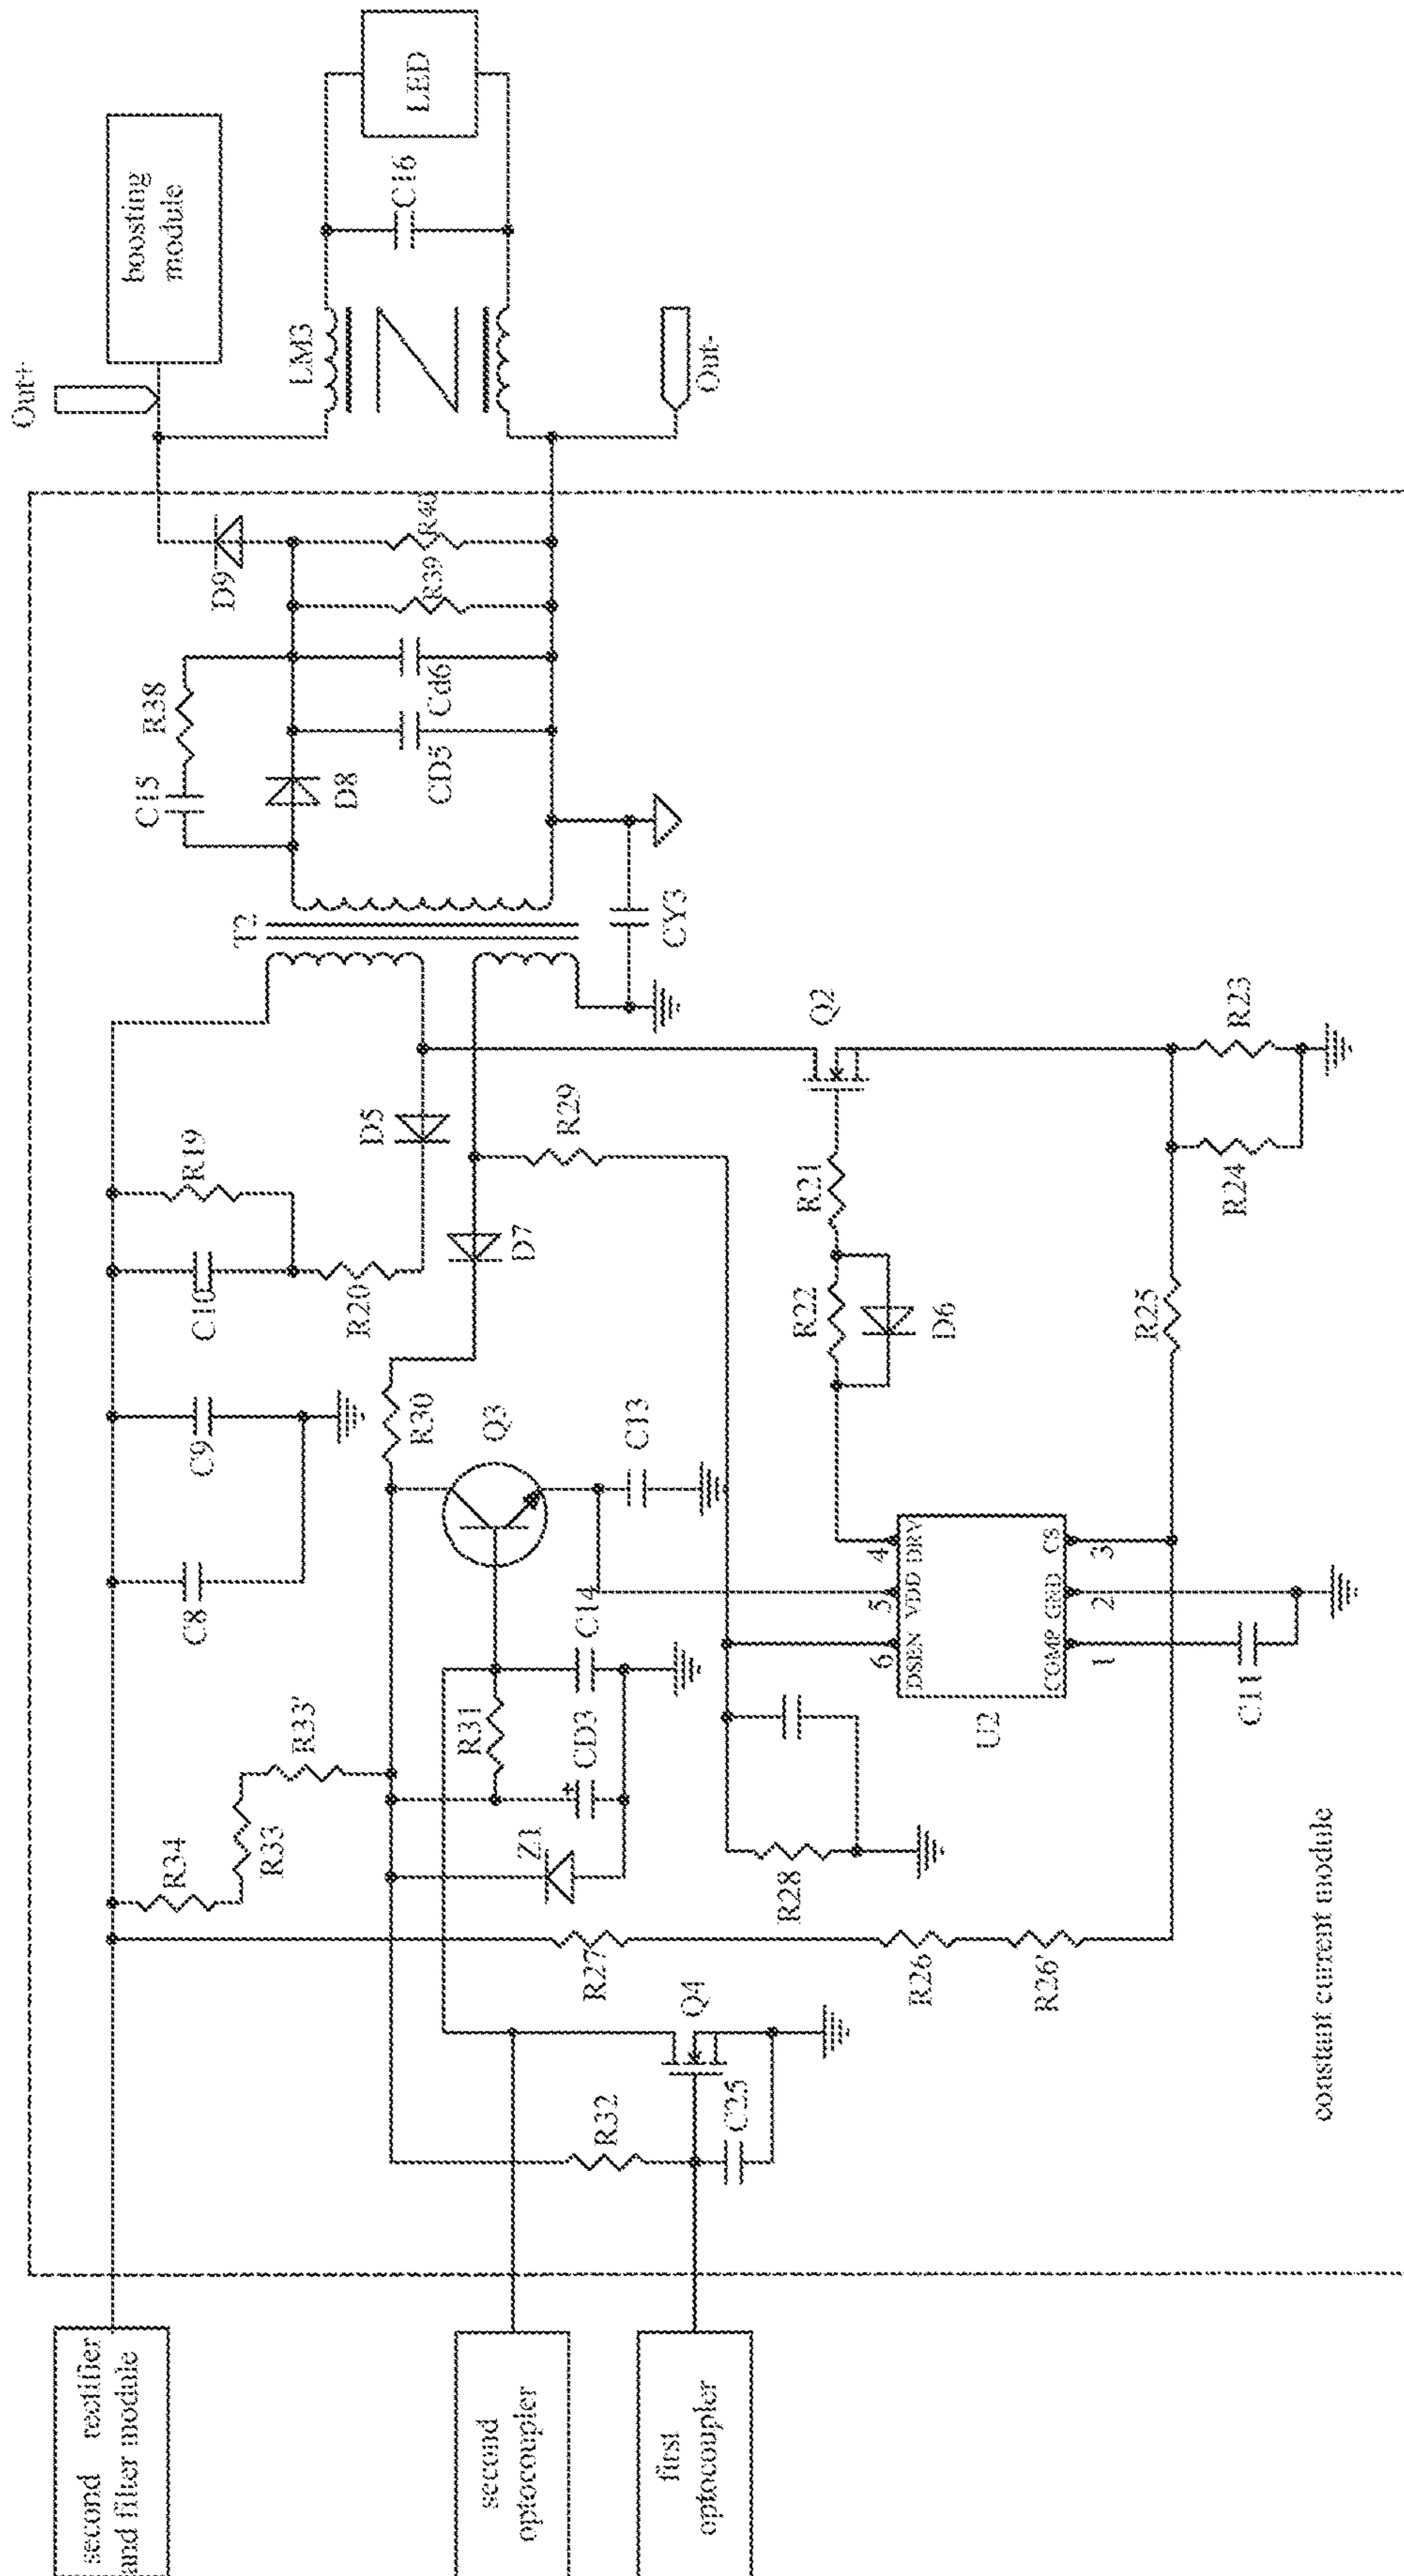 second rectifier
and filter module
second
optocoupler
first
optocoupler
R34
R33
R33'
C8
C9
C10
R19
R20
D5
T2
C15
R38
D8
D9
CD5
Cd6
R39
R40
Out+
boosting
module
LM3
C16
LED
Out-
CY3
R30
Q3
D7
R29
R31
CD3
+
C14
C13
Z1
R32
Q4
C25
R27
R26
R26'
R28
U2
6
5
4
DSEN VDD DRV
COMP GND CS
1
2
3
C11
R22
D6
R21
Q2
R25
R24
R23
constant current module